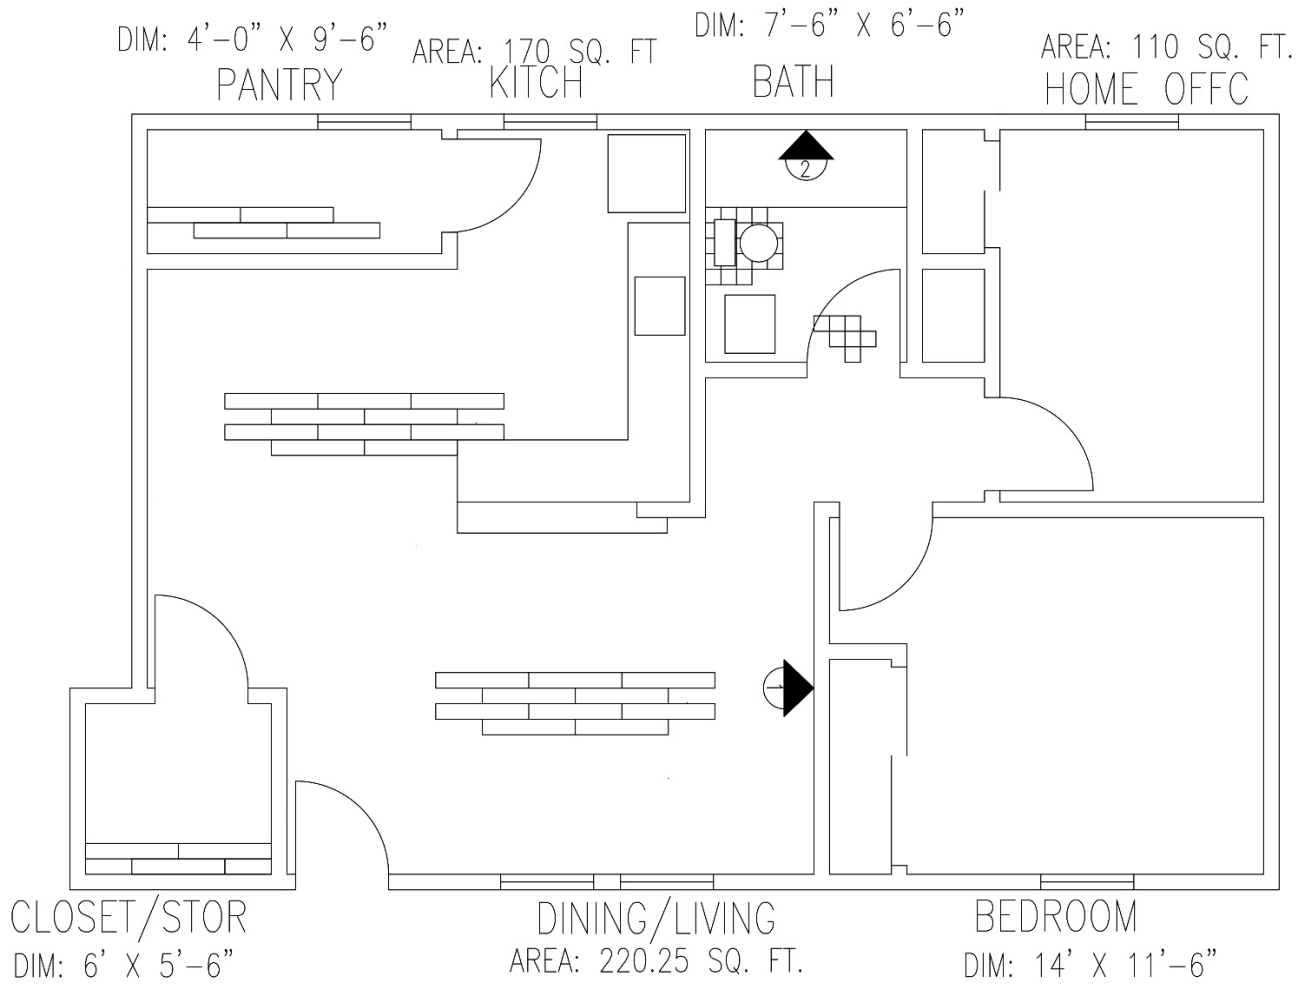 DIM: 4'-0" X 9'-6"
PANTRY
AREA: 170 SQ. FT
KITCH
DIM: 7'-6" X 6'-6"
BATH
AREA: 110 SQ. FT.
HOME OFFC
2
1
CLOSET/STOR
DIM: 6' X 5'-6"
DINING/LIVING
AREA: 220.25 SQ. FT.
BEDROOM
DIM: 14' X 11'-6"